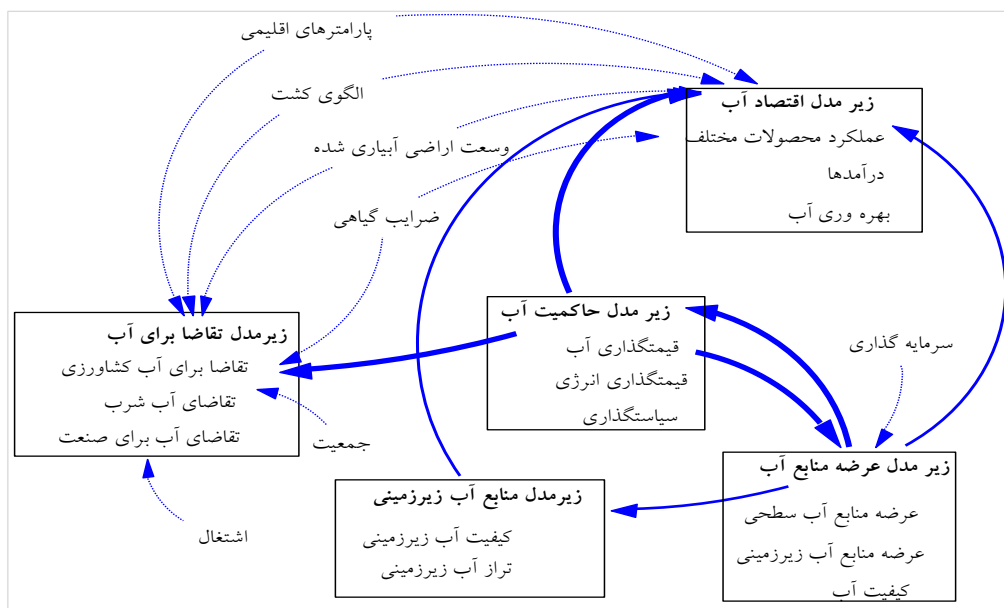 پارامترهای اقلیمی
الگوی کشت
وسعت اراضی آبیاری شده
ضرایب گیاهی
زیر مدل اقتصاد آب
عملکرد محصولات مختلف
درآمدها
بهره وری آب
زیر مدل حاکمیت آب
قیمتگذاری آب
قیمتگذاری انرژی
سیاستگذاری
سرمایه گذاری
زیرمدل تقاضا برای آب
تقاضا برای آب کشاورزی
تقاضای آب شرب
تقاضای آب برای صنعت
جمعیت
اشتغال
زیر مدل عرضه منابع آب
عرضه منابع آب سطحی
عرضه منابع آب زیرزمینی
کیفیت آب
زیرمدل منابع آب زیرزمینی
کیفیت آب زیرزمینی
تراز آب زیرزمینی